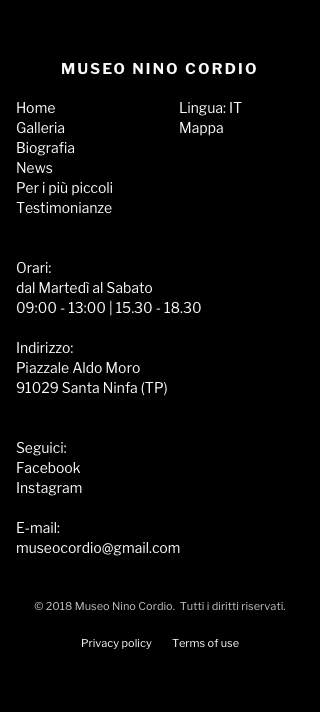 MUSEO NINO CORDIO
Home
Galleria
Biografia
News
Per i più piccoli
Testimonianze
Lingua: IT
Mappa
Orari:
dal Martedì al Sabato
09:00 - 13:00 | 15.30 - 18.30
Indirizzo:
Piazzale Aldo Moro
91029 Santa Ninfa (TP)
Seguici:
Facebook
Instagram
E-mail:
museocordio@gmail.com
© 2018 Museo Nino Cordio. Tutti i diritti riservati.
Privacy policy Terms of use